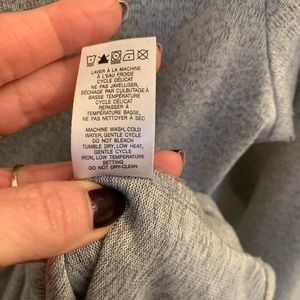 LAVER À LA MACHINE
À L'EAU FROIDE
CYCLE DÉLICAT
NE PAS JAVELLISER,
SÉCHAGE PAR CULBUTAGE À
BASSE TEMPÉRATURE
CYCLE DÉLICAT
REPASSER À
TEMPÉRATURE BASSE,
NE PAS NETTOYER À SEC
MACHINE WASH, COLD
WATER, GENTLE CYCLE
DO NOT BLEACH
TUMBLE DRY, LOW HEAT,
GENTLE CYCLE
IRON, LOW TEMPERATURE
SETTING
DO NOT DRY-CLEAN